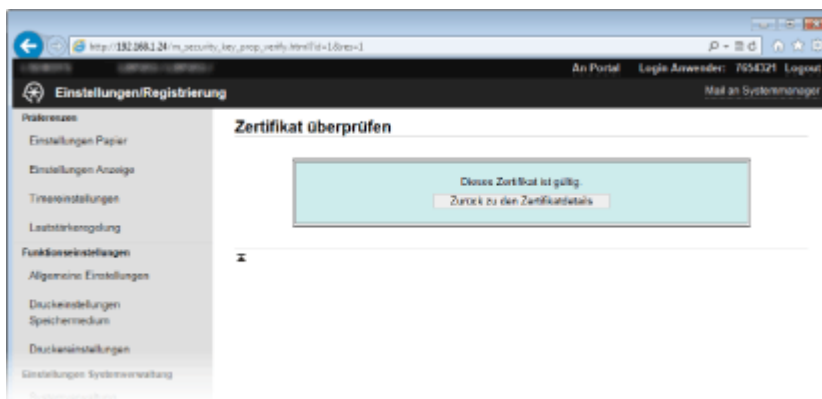 http://192.168.1.24/m_security_key_prop_verify.html?id=1&res=1
An Portal Login Anwender: 7654321 Logout
Einstellungen/Registrierung
Mail an Systemmanager
Präferenzen
Zertifikat überprüfen
Einstellungen Papier
Einstellungen Anzeige
Dieses Zertifikat ist gültig.
Timereinstellungen
Zurück zu den Zertifikatdetails
Lautstärkeregelung
Funktionseinstellungen
Allgemeine Einstellungen
Druckeinstellungen
Speichermedium
Druckereinstellungen
Einstellungen Systemverwaltung